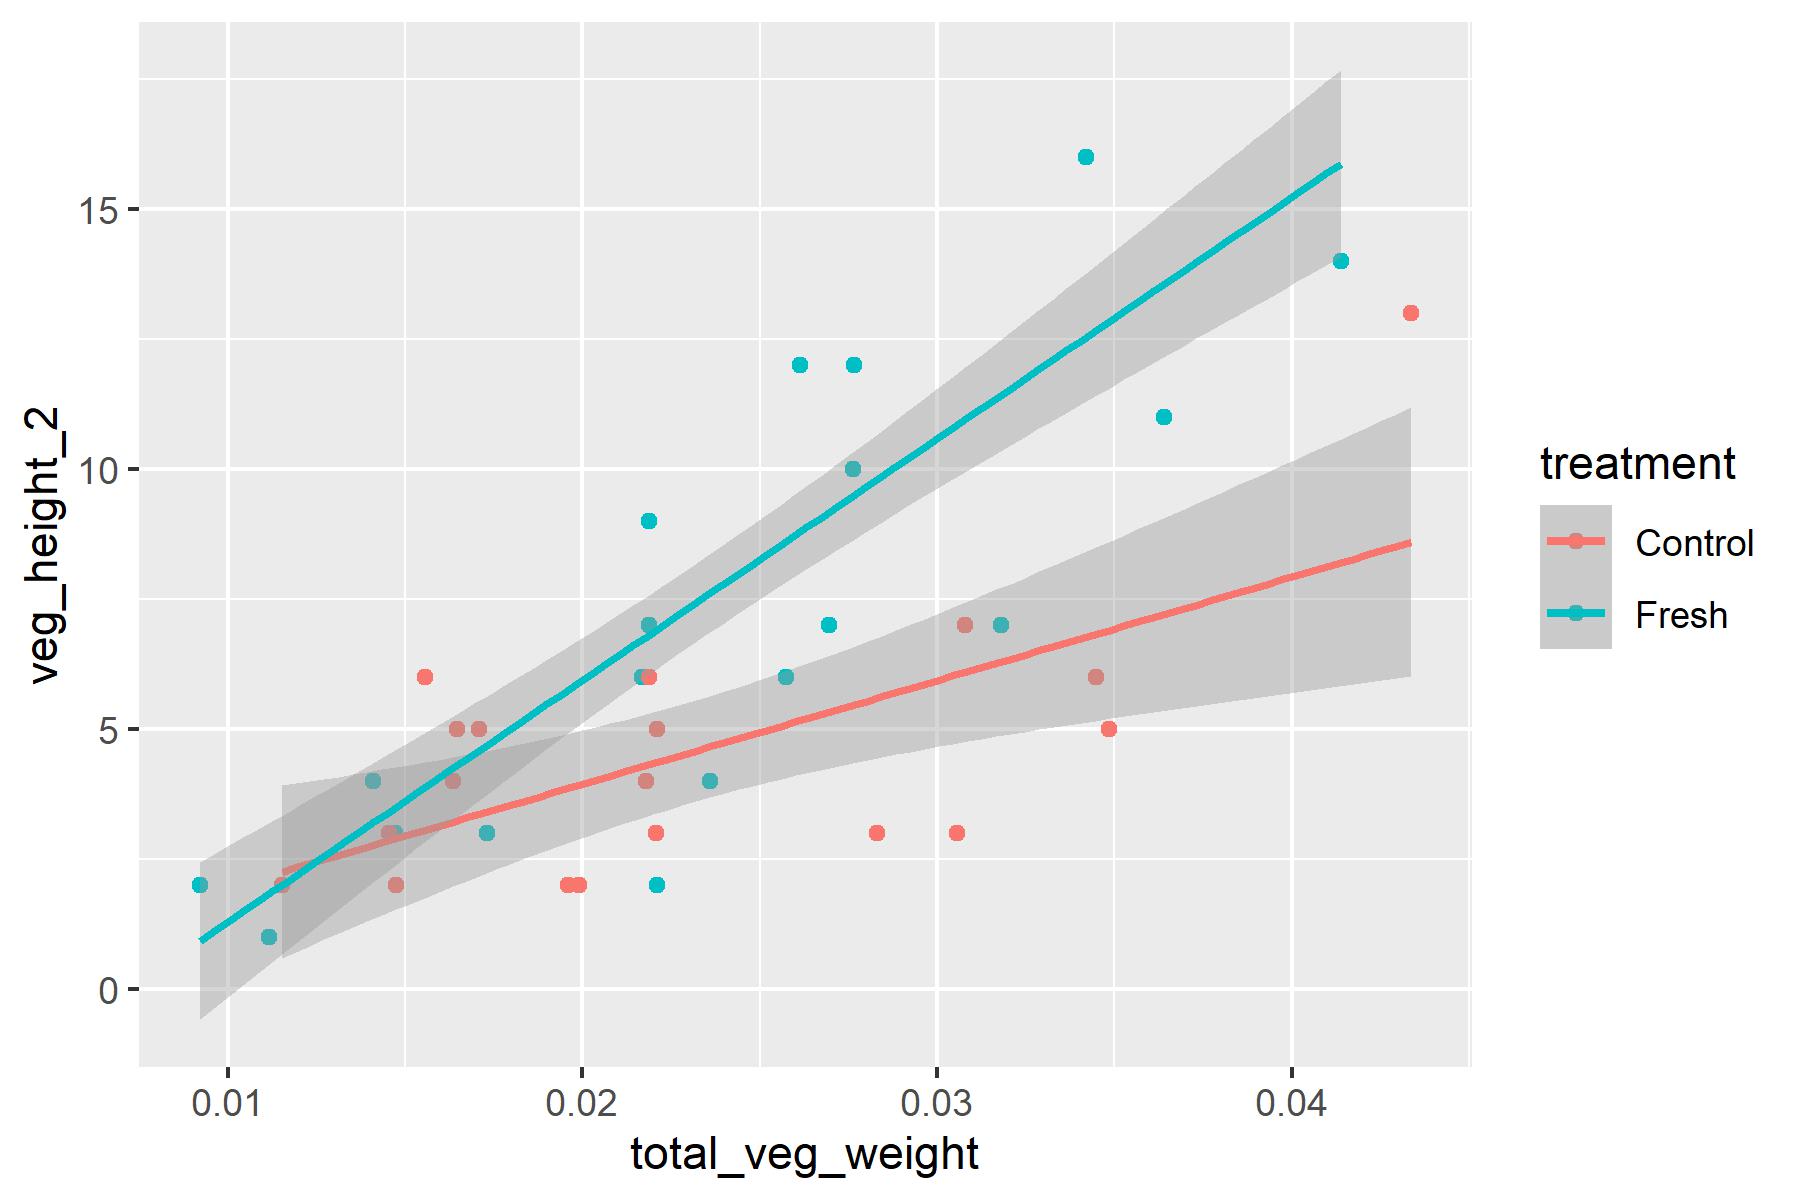 veg_height_2
15
10
5
0
0.01 0.02 0.03 0.04
total_veg_weight
treatment
Control
Fresh